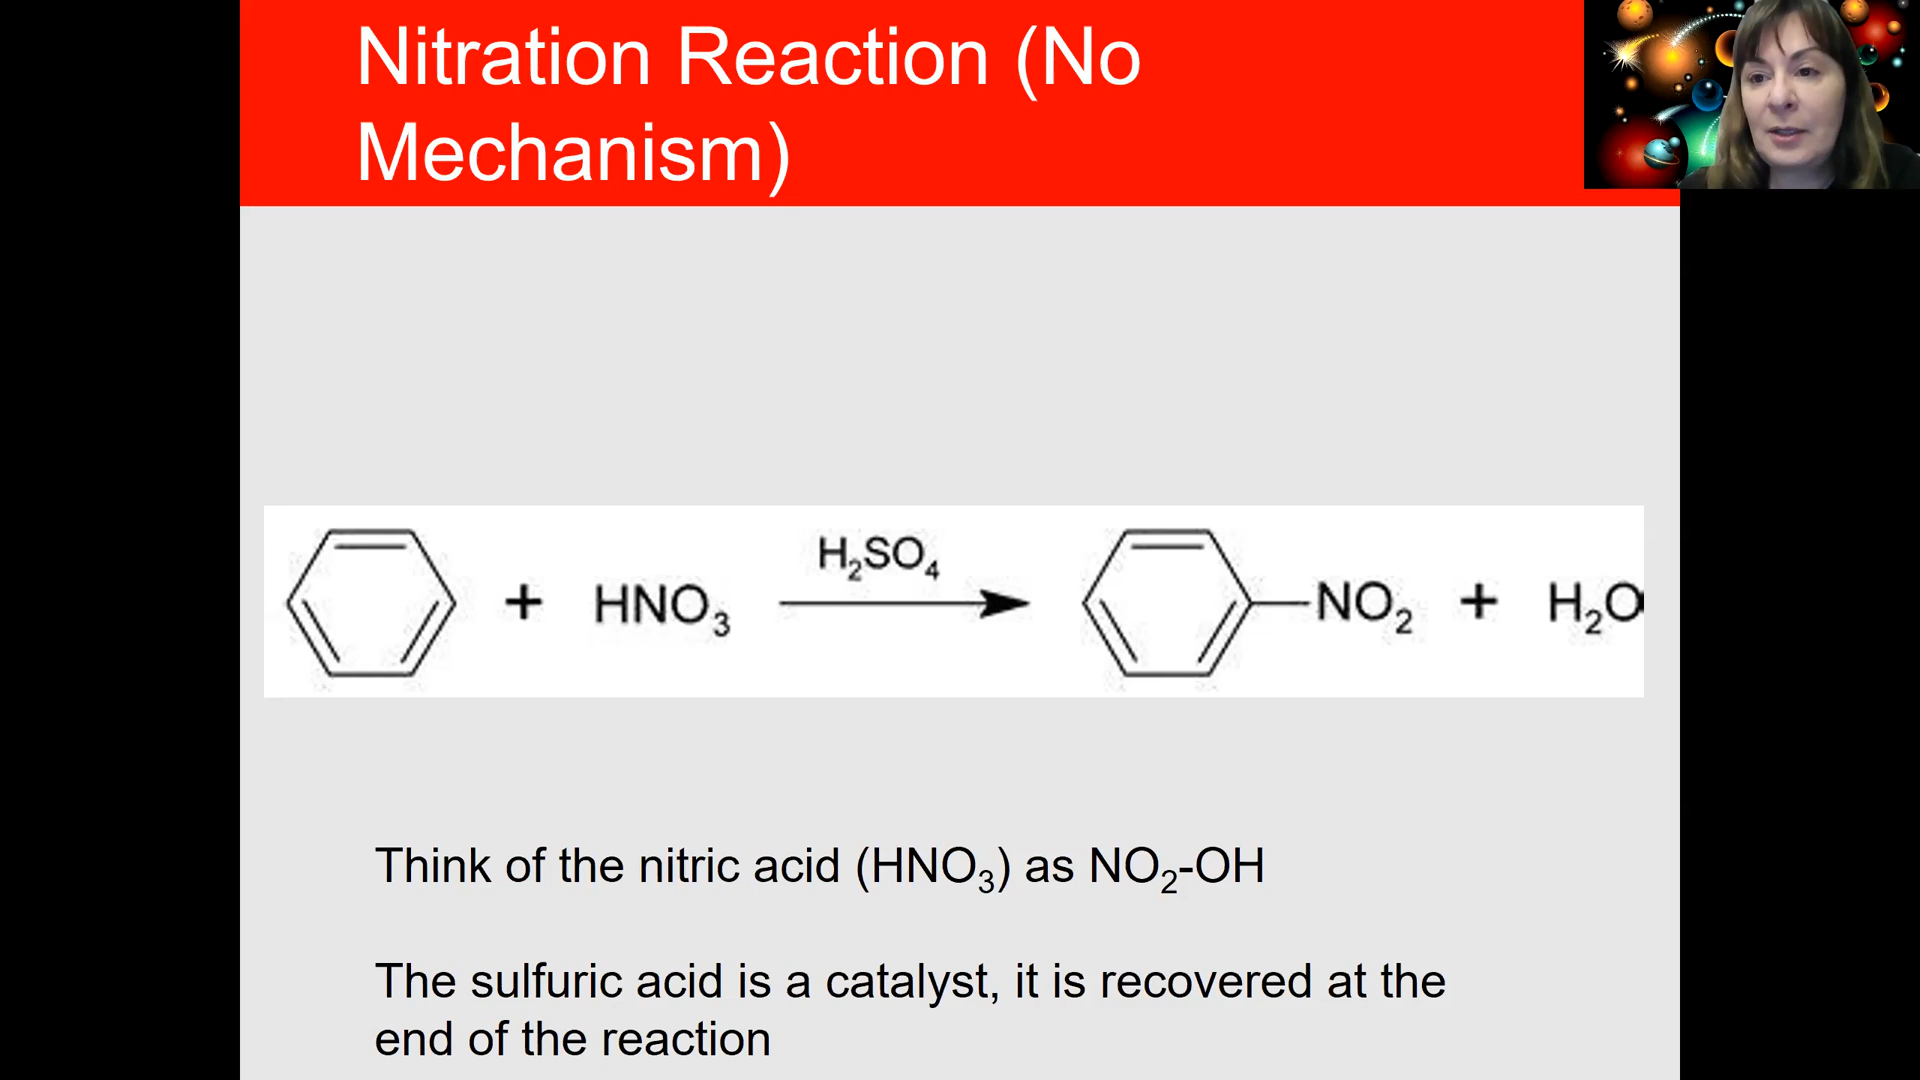 Nitration Reaction (No
Mechanism)
+ HNO₃ H₂SO₄ NO₂ + H₂O
Think of the nitric acid (HNO₃) as NO₂-OH
The sulfuric acid is a catalyst, it is recovered at the
end of the reaction